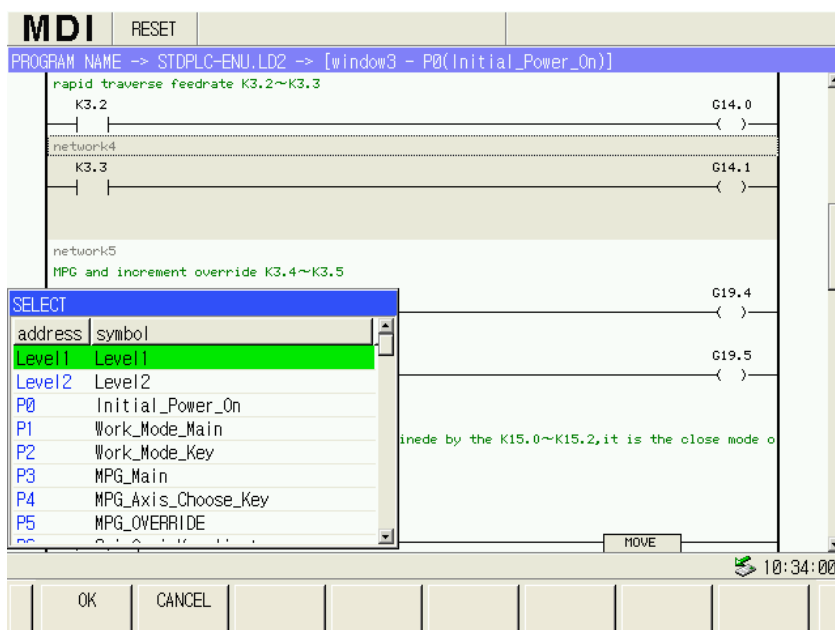 MDI RESET
PROGRAM NAME -> STDPLC-ENU.LD2 -> [window3 - P0(Initial_Power_On)]
rapid traverse feedrate K3.2~K3.3
K3.2 G14.0
network4
K3.3 G14.1
network5
MPG and increment override K3.4~K3.5
G19.4
G19.5
inede by the K15.0~K15.2,it is the close mode o
MOVE
SELECT
address symbol
Level1 Level1
Level2 Level2
P0 Initial_Power_On
P1 Work_Mode_Main
P2 Work_Mode_Key
P3 MPG_Main
P4 MPG_Axis_Choose_Key
P5 MPG_OVERRIDE
10:34:00
OK CANCEL